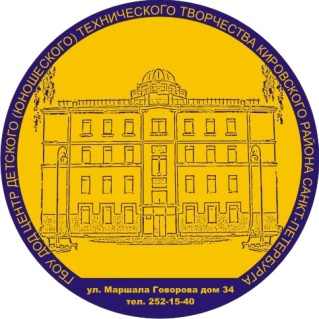 ГБОУ ДОД ЦЕНТР ДЕТСКОГО (ЮНОШЕСКОГО) ТЕХНИЧЕСКОГО ТВОРЧЕСТВА КИРОВСКОГО РАЙОНА САНКТ-ПЕТЕРБУРГА
ул. Маршала Говорова дом 34
тел. 252-15-40